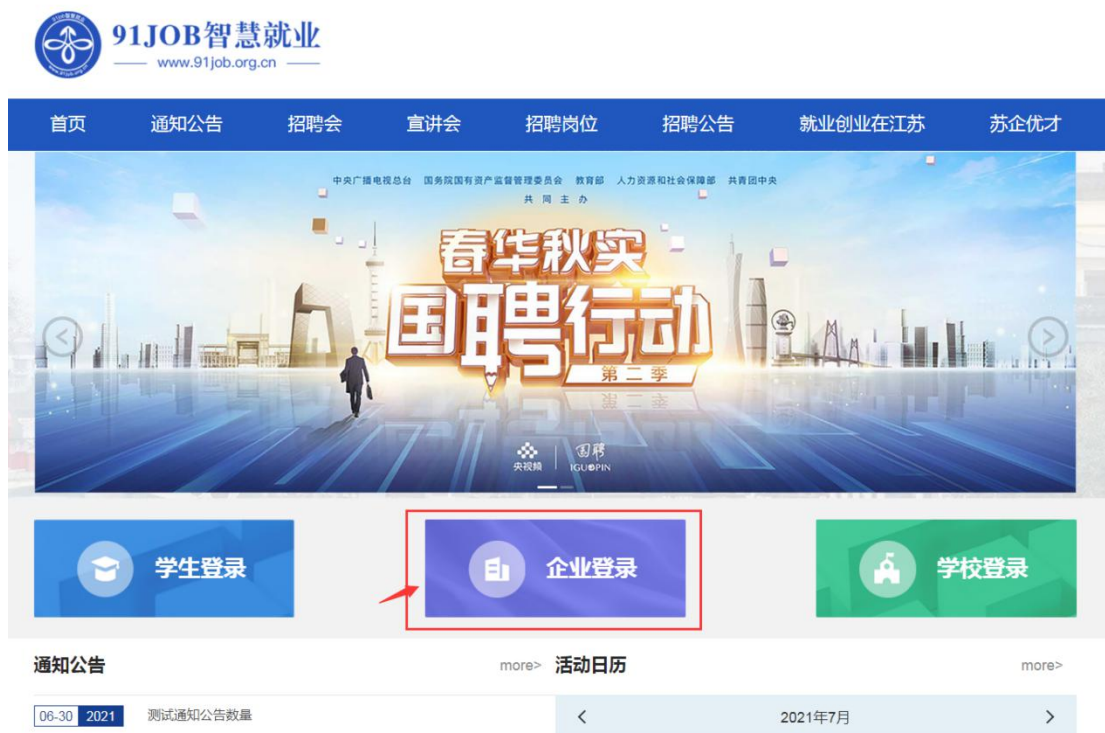 91JOB智慧就业
www.91job.org.cn
首页 通知公告 招聘会 宣讲会 招聘岗位 招聘公告 就业创业在江苏 苏企优才
中央广播电视总台 国务院国有资产监督管理委员会 教育部 人力资源和社会保障部 共青团中央
共同主办
春华秋实
国聘行动
第二季
央视频 国聘
IGUOPIN
学生登录 企业登录 学校登录
通知公告 more> 活动日历 more>
06-30 2021 测试通知公告数量 < 2021年7月 >